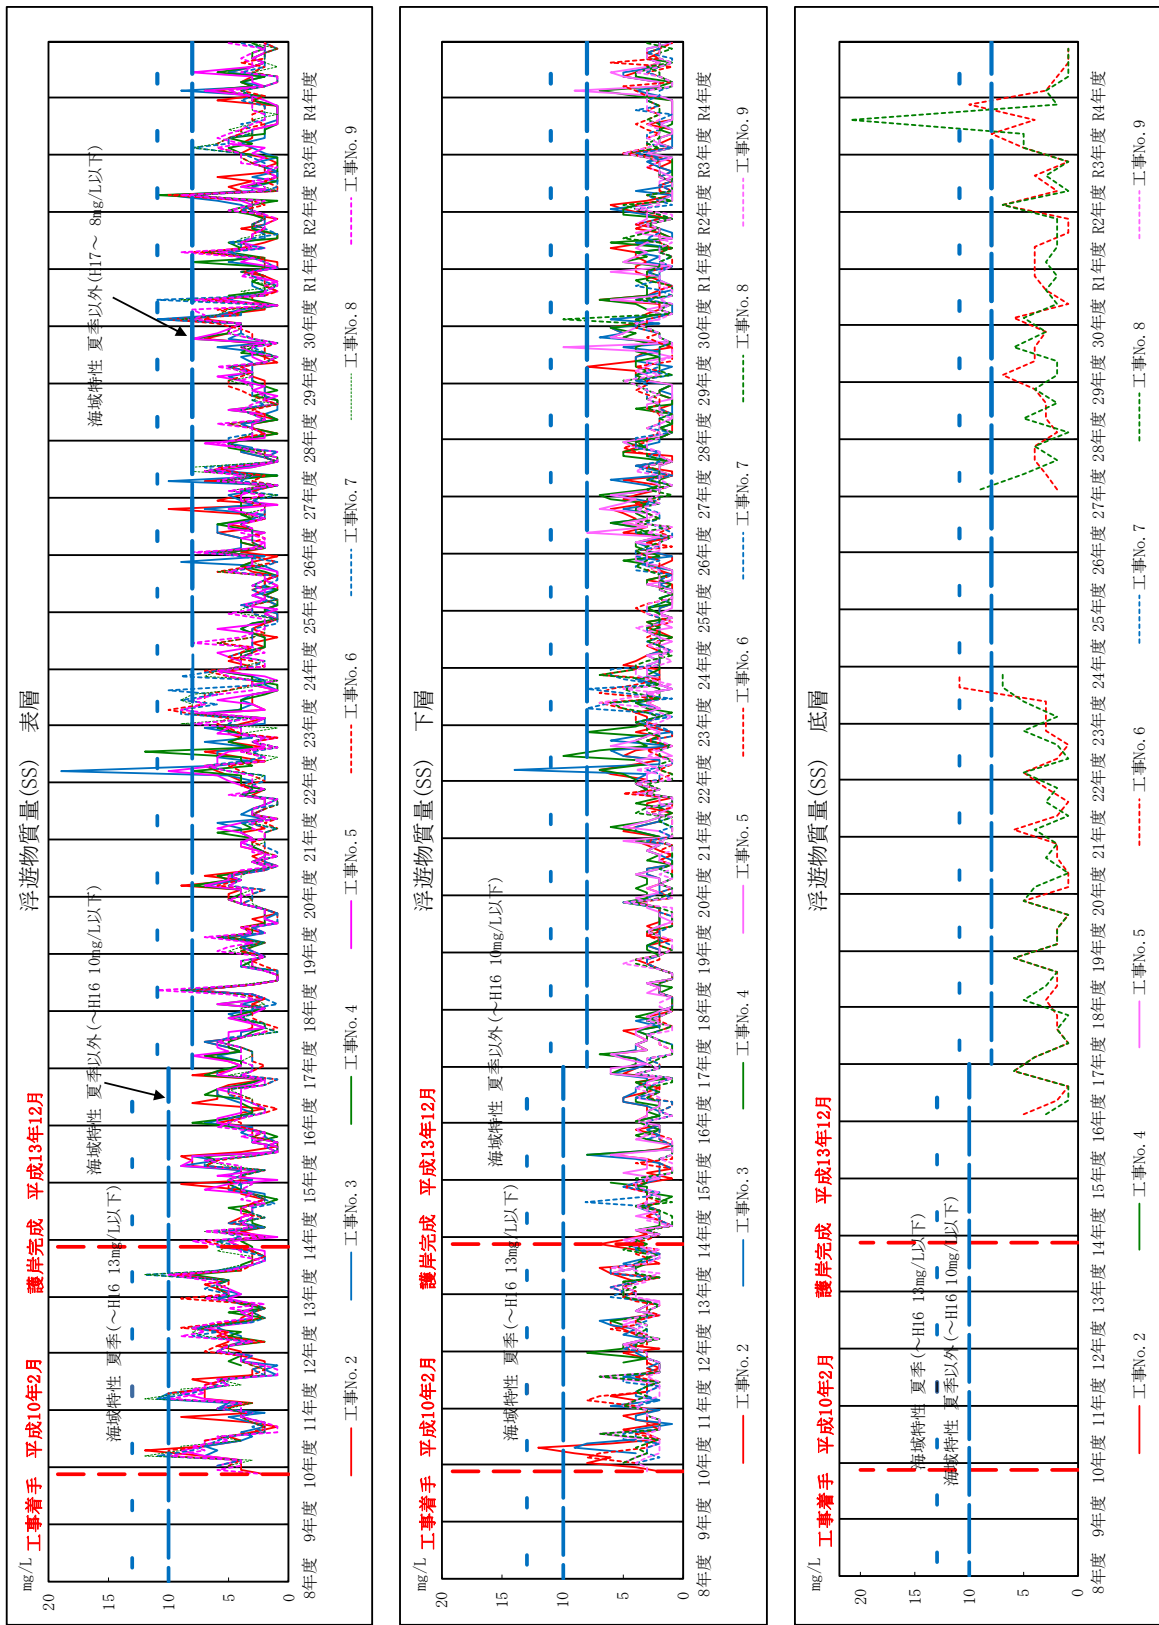 浮遊物質量(SS)　表層
mg/L
工事着手　平成10年2月
護岸完成　平成13年12月
海域特性 夏季(～H16 13mg/L以下)
海域特性 夏季以外(～H16 10mg/L以下)
海域特性 夏季以外(H17～ 8mg/L以下)
20
15
10
5
0
8年度 9年度 10年度 11年度 12年度 13年度 14年度 15年度 16年度 17年度 18年度 19年度 20年度 21年度 22年度 23年度 24年度 25年度 26年度 27年度 28年度 29年度 30年度 R1年度 R2年度 R3年度 R4年度
工事No.2 工事No.3 工事No.4 工事No.5 工事No.6 工事No.7 工事No.8 工事No.9
浮遊物質量(SS)　下層
mg/L
工事着手　平成10年2月
護岸完成　平成13年12月
海域特性 夏季(～H16 13mg/L以下)
海域特性 夏季以外(～H16 10mg/L以下)
20
15
10
5
0
8年度 9年度 10年度 11年度 12年度 13年度 14年度 15年度 16年度 17年度 18年度 19年度 20年度 21年度 22年度 23年度 24年度 25年度 26年度 27年度 28年度 29年度 30年度 R1年度 R2年度 R3年度 R4年度
工事No.2 工事No.3 工事No.4 工事No.5 工事No.6 工事No.7 工事No.8 工事No.9
浮遊物質量(SS)　底層
mg/L
工事着手　平成10年2月
護岸完成　平成13年12月
海域特性 夏季(～H16 13mg/L以下)
海域特性 夏季以外(～H16 10mg/L以下)
20
15
10
5
0
8年度 9年度 10年度 11年度 12年度 13年度 14年度 15年度 16年度 17年度 18年度 19年度 20年度 21年度 22年度 23年度 24年度 25年度 26年度 27年度 28年度 29年度 30年度 R1年度 R2年度 R3年度 R4年度
工事No.2 工事No.4 工事No.5 工事No.6 工事No.7 工事No.8 工事No.9